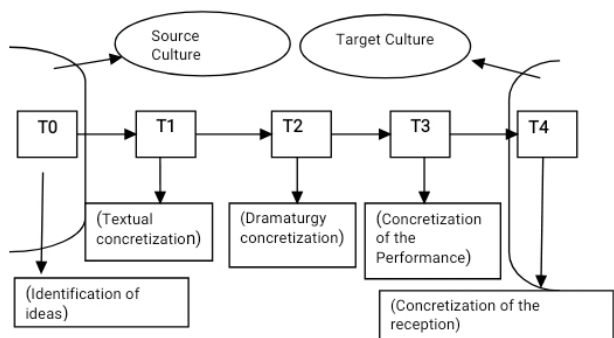 Source
Culture
Target Culture
T0
T1
T2
T3
T4
(Textual
concretization)
(Dramaturgy
concretization)
(Concretization
of the
Performance)
(Identification of
ideas)
(Concretization of the
reception)